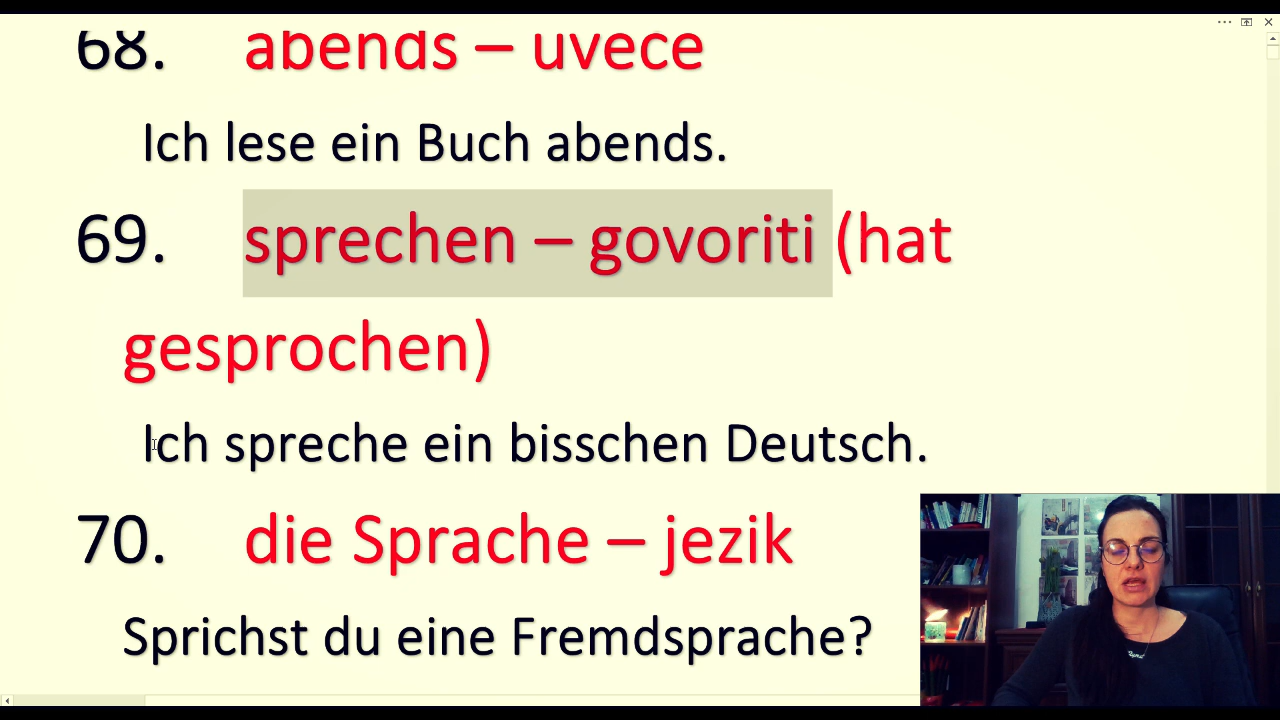 68. abends – uvece
Ich lese ein Buch abends.
69. sprechen – govoriti (hat
gesprochen)
Ich spreche ein bisschen Deutsch.
70. die Sprache – jezik
Sprichst du eine Fremdsprache?